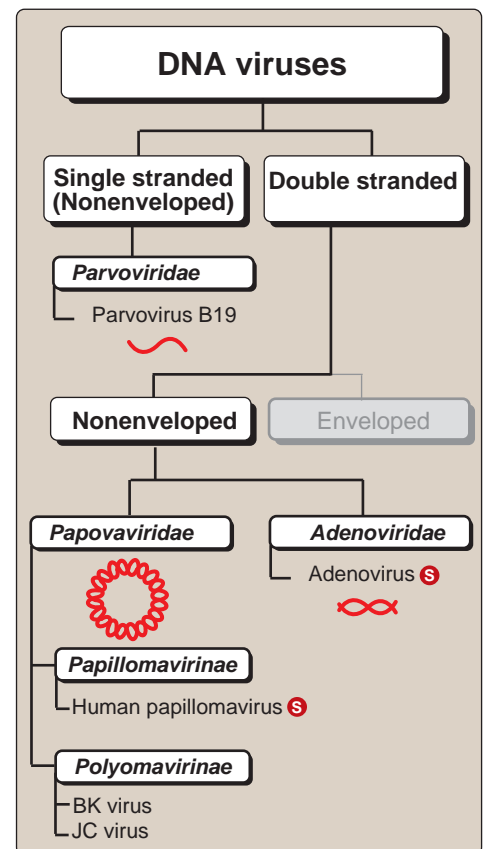 DNA viruses
Single stranded
(Nonenveloped)
Double stranded
Parvoviridae
Parvovirus B19
Nonenveloped
Enveloped
Papovaviridae
Adenoviridae
Adenovirus S
Papillomavirinae
Human papillomavirus S
Polyomavirinae
BK virus
JC virus